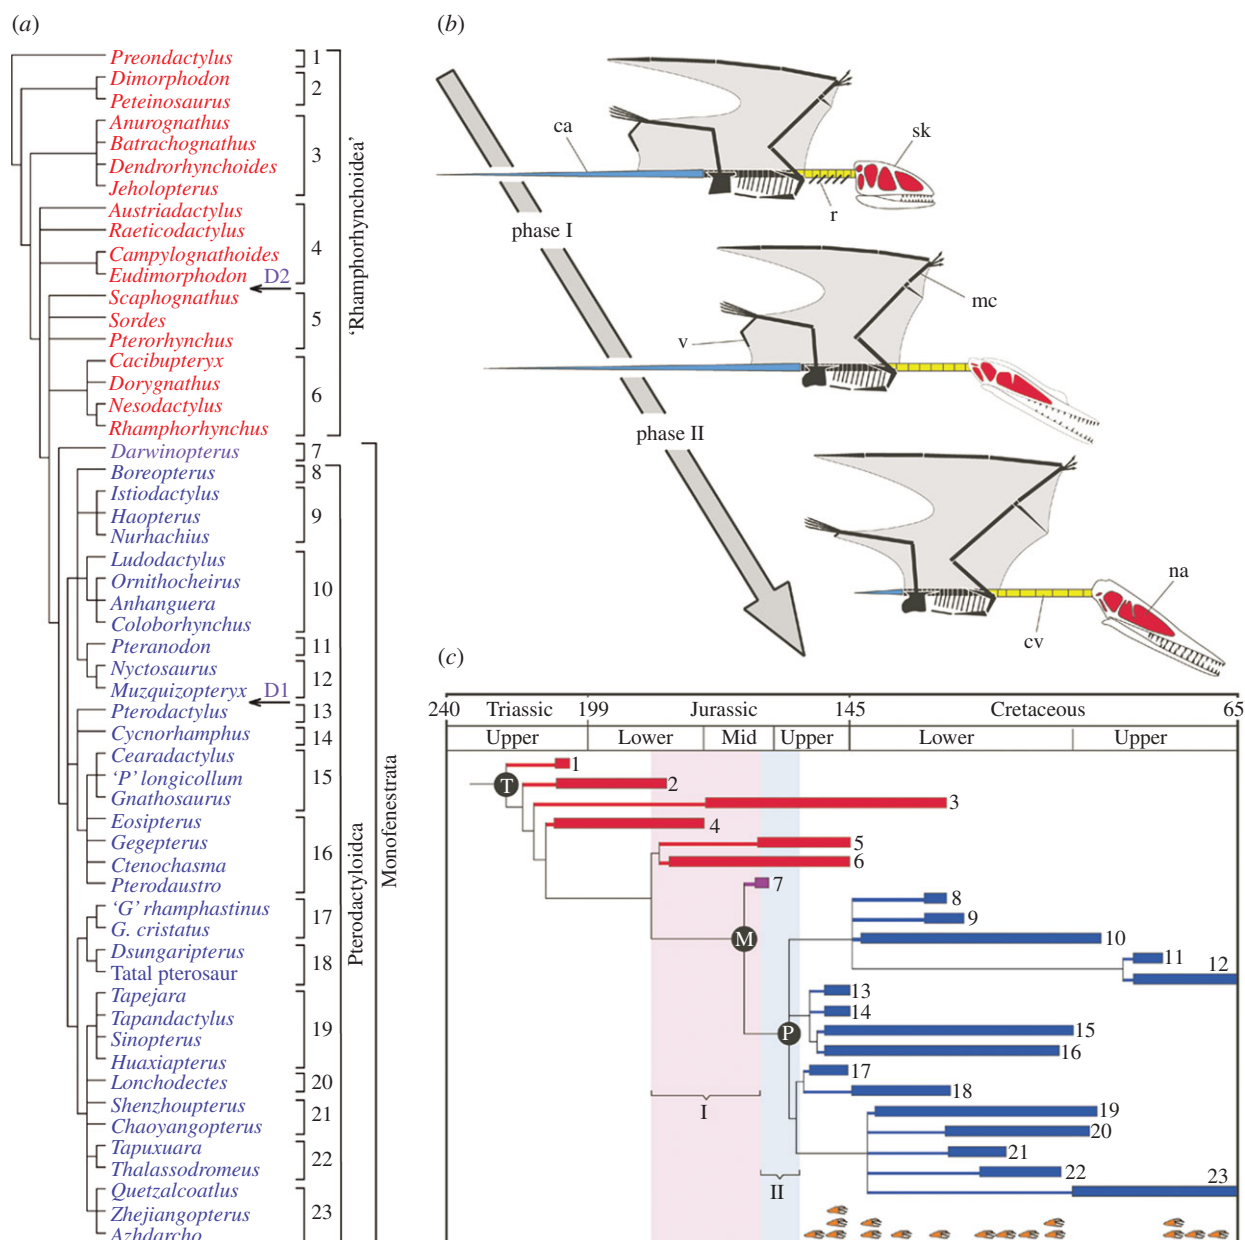 (a)
Preondactylus
1
Dimorphodon
Peteinosaurus
2
Anurognathus
Batrachognathus
Dendrorhynchoides
Jeholopterus
3
Austriadactylus
Raeticodactylus
Campylognathoides
Eudimorphodon
4
D2
Scaphognathus
Sordes
Pterorhynchus
5
Cacibupteryx
Dorygnathus
Nesodactylus
Rhamphorhynchus
6
'Rhamphorhynchoidea'
Darwinopterus
7
Boreopterus
8
Istiodactylus
Haopterus
Nurhachius
9
Ludodactylus
Ornithocheirus
Anhanguera
Coloborhynchus
10
Pteranodon
11
Nyctosaurus
Muzquizopteryx
12
D1
Pterodactylus
13
Cycnorhamphus
14
Cearadactylus
'P' longicollum
Gnathosaurus
15
Eosipterus
Gegepterus
Ctenochasma
Pterodaustro
16
'G' rhamphastinus
G. cristatus
17
Dsungaripterus
Tatal pterosaur
18
Tapejara
Tapandactylus
Sinopterus
Huaxiapterus
19
Lonchodectes
20
Shenzhoupterus
Chaoyangopterus
21
Tapuxuara
Thalassodromeus
22
Quetzalcoatlus
Zhejiangopterus
Azhdarcho
23
Pterodactyloidca
Monofenestrata
(b)
ca
sk
r
phase I
mc
v
phase II
na
cv
(c)
240 Triassic 199 Jurassic 145 Cretaceous 65
Upper Lower Mid Upper Lower Upper
1
T
2
3
4
5
6
7
8
9
M
10
11
12
13
14
P
15
16
17
18
19
I
20
21
22
II
23